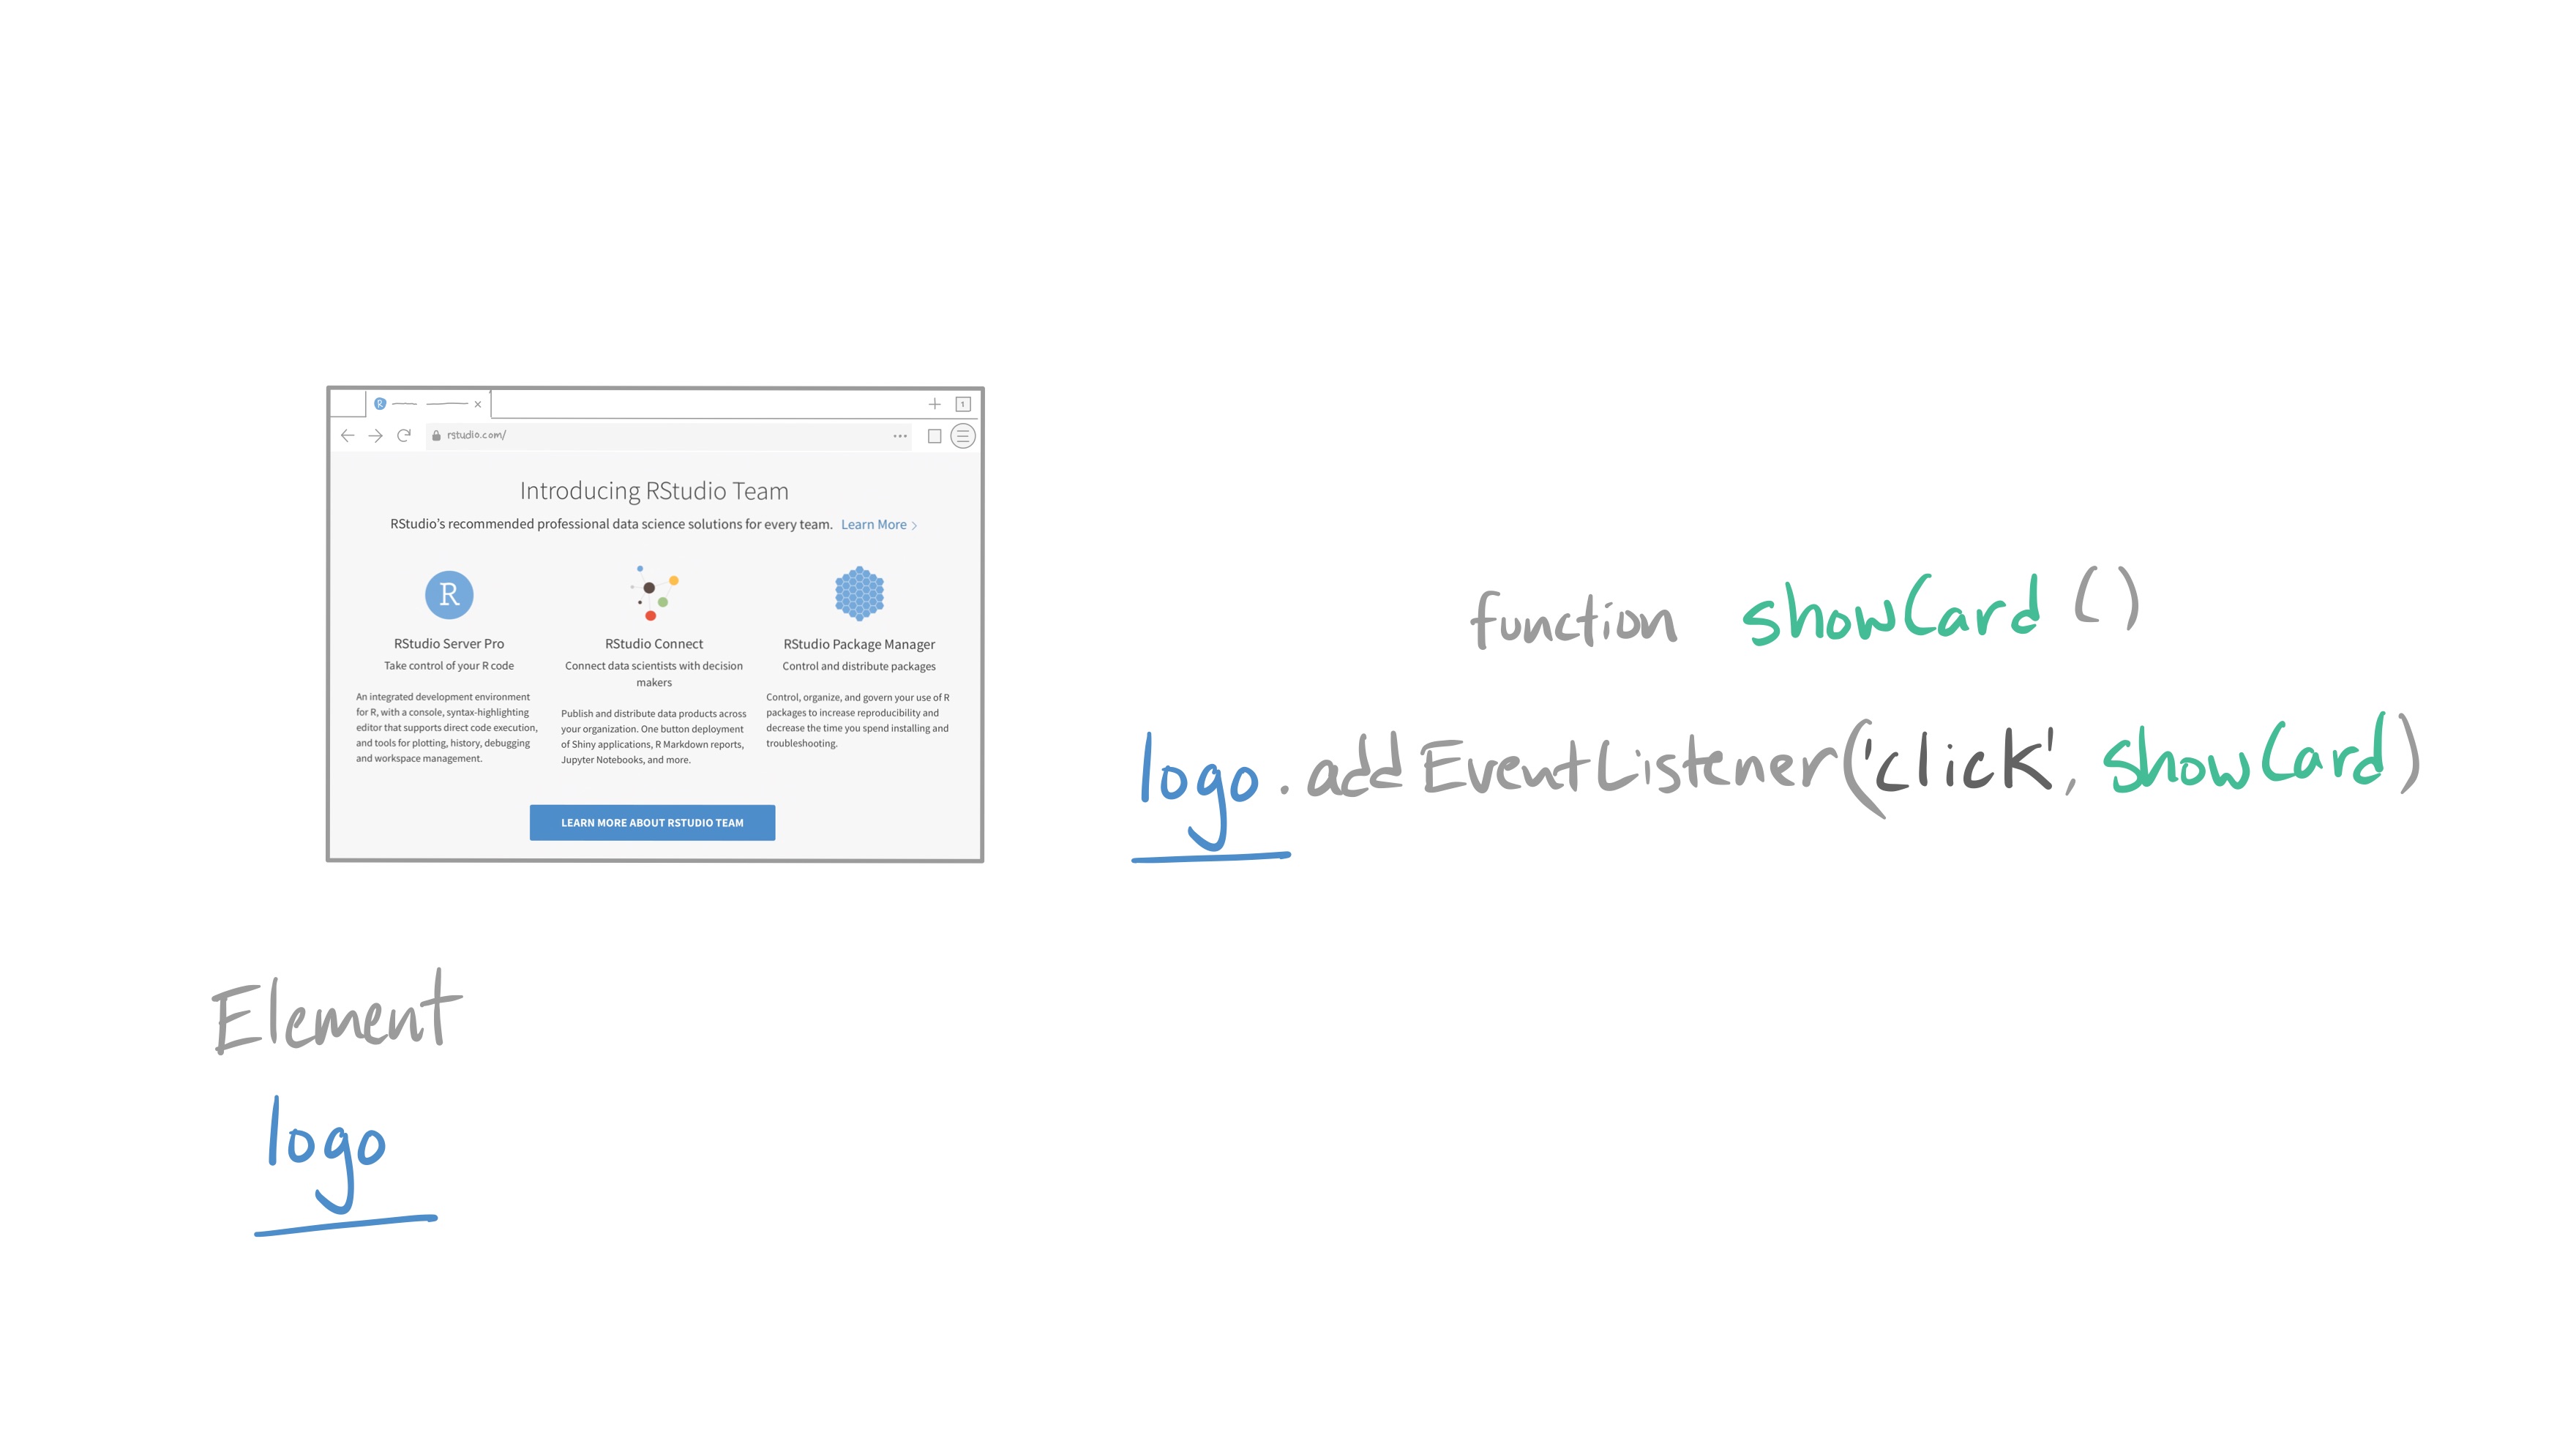 R
1
rstudio.com/
Introducing RStudio Team
RStudio's recommended professional data science solutions for every team. Learn More >
R
RStudio Server Pro
Take control of your R code
An integrated development environment
for R, with a console, syntax-highlighting
editor that supports direct code execution,
and tools for plotting, history, debugging
and workspace management.
RStudio Connect
Connect data scientists with decision
makers
Publish and distribute data products across
your organization. One button deployment
of Shiny applications, R Markdown reports,
Jupyter Notebooks, and more.
RStudio Package Manager
Control and distribute packages
Control, organize, and govern your use of R
packages to increase reproducibility and
decrease the time you spend installing and
troubleshooting.
LEARN MORE ABOUT RSTUDIO TEAM
function showCard ()
logo.addEventListener('click', showCard)
Element
logo